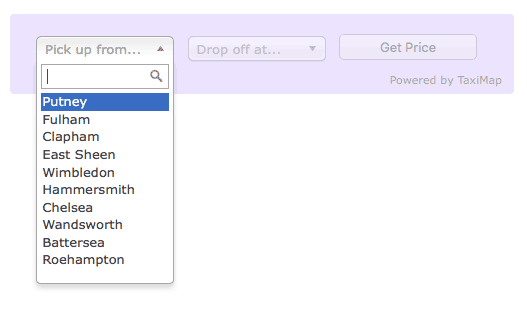 Pick up from...
Drop off at...
Get Price
Powered by TaxiMap
Putney
Fulham
Clapham
East Sheen
Wimbledon
Hammersmith
Chelsea
Wandsworth
Battersea
Roehampton